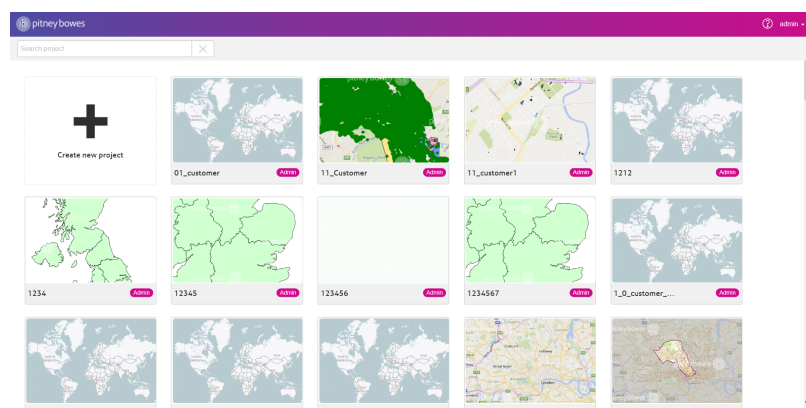 pitney bowes
admin
Search project
Create new project
01_customer Admin
11_Customer Admin
11_customer1 Admin
1212 Admin
1234 Admin
12345 Admin
123456 Admin
1234567 Admin
1_0_customer_... Admin
London